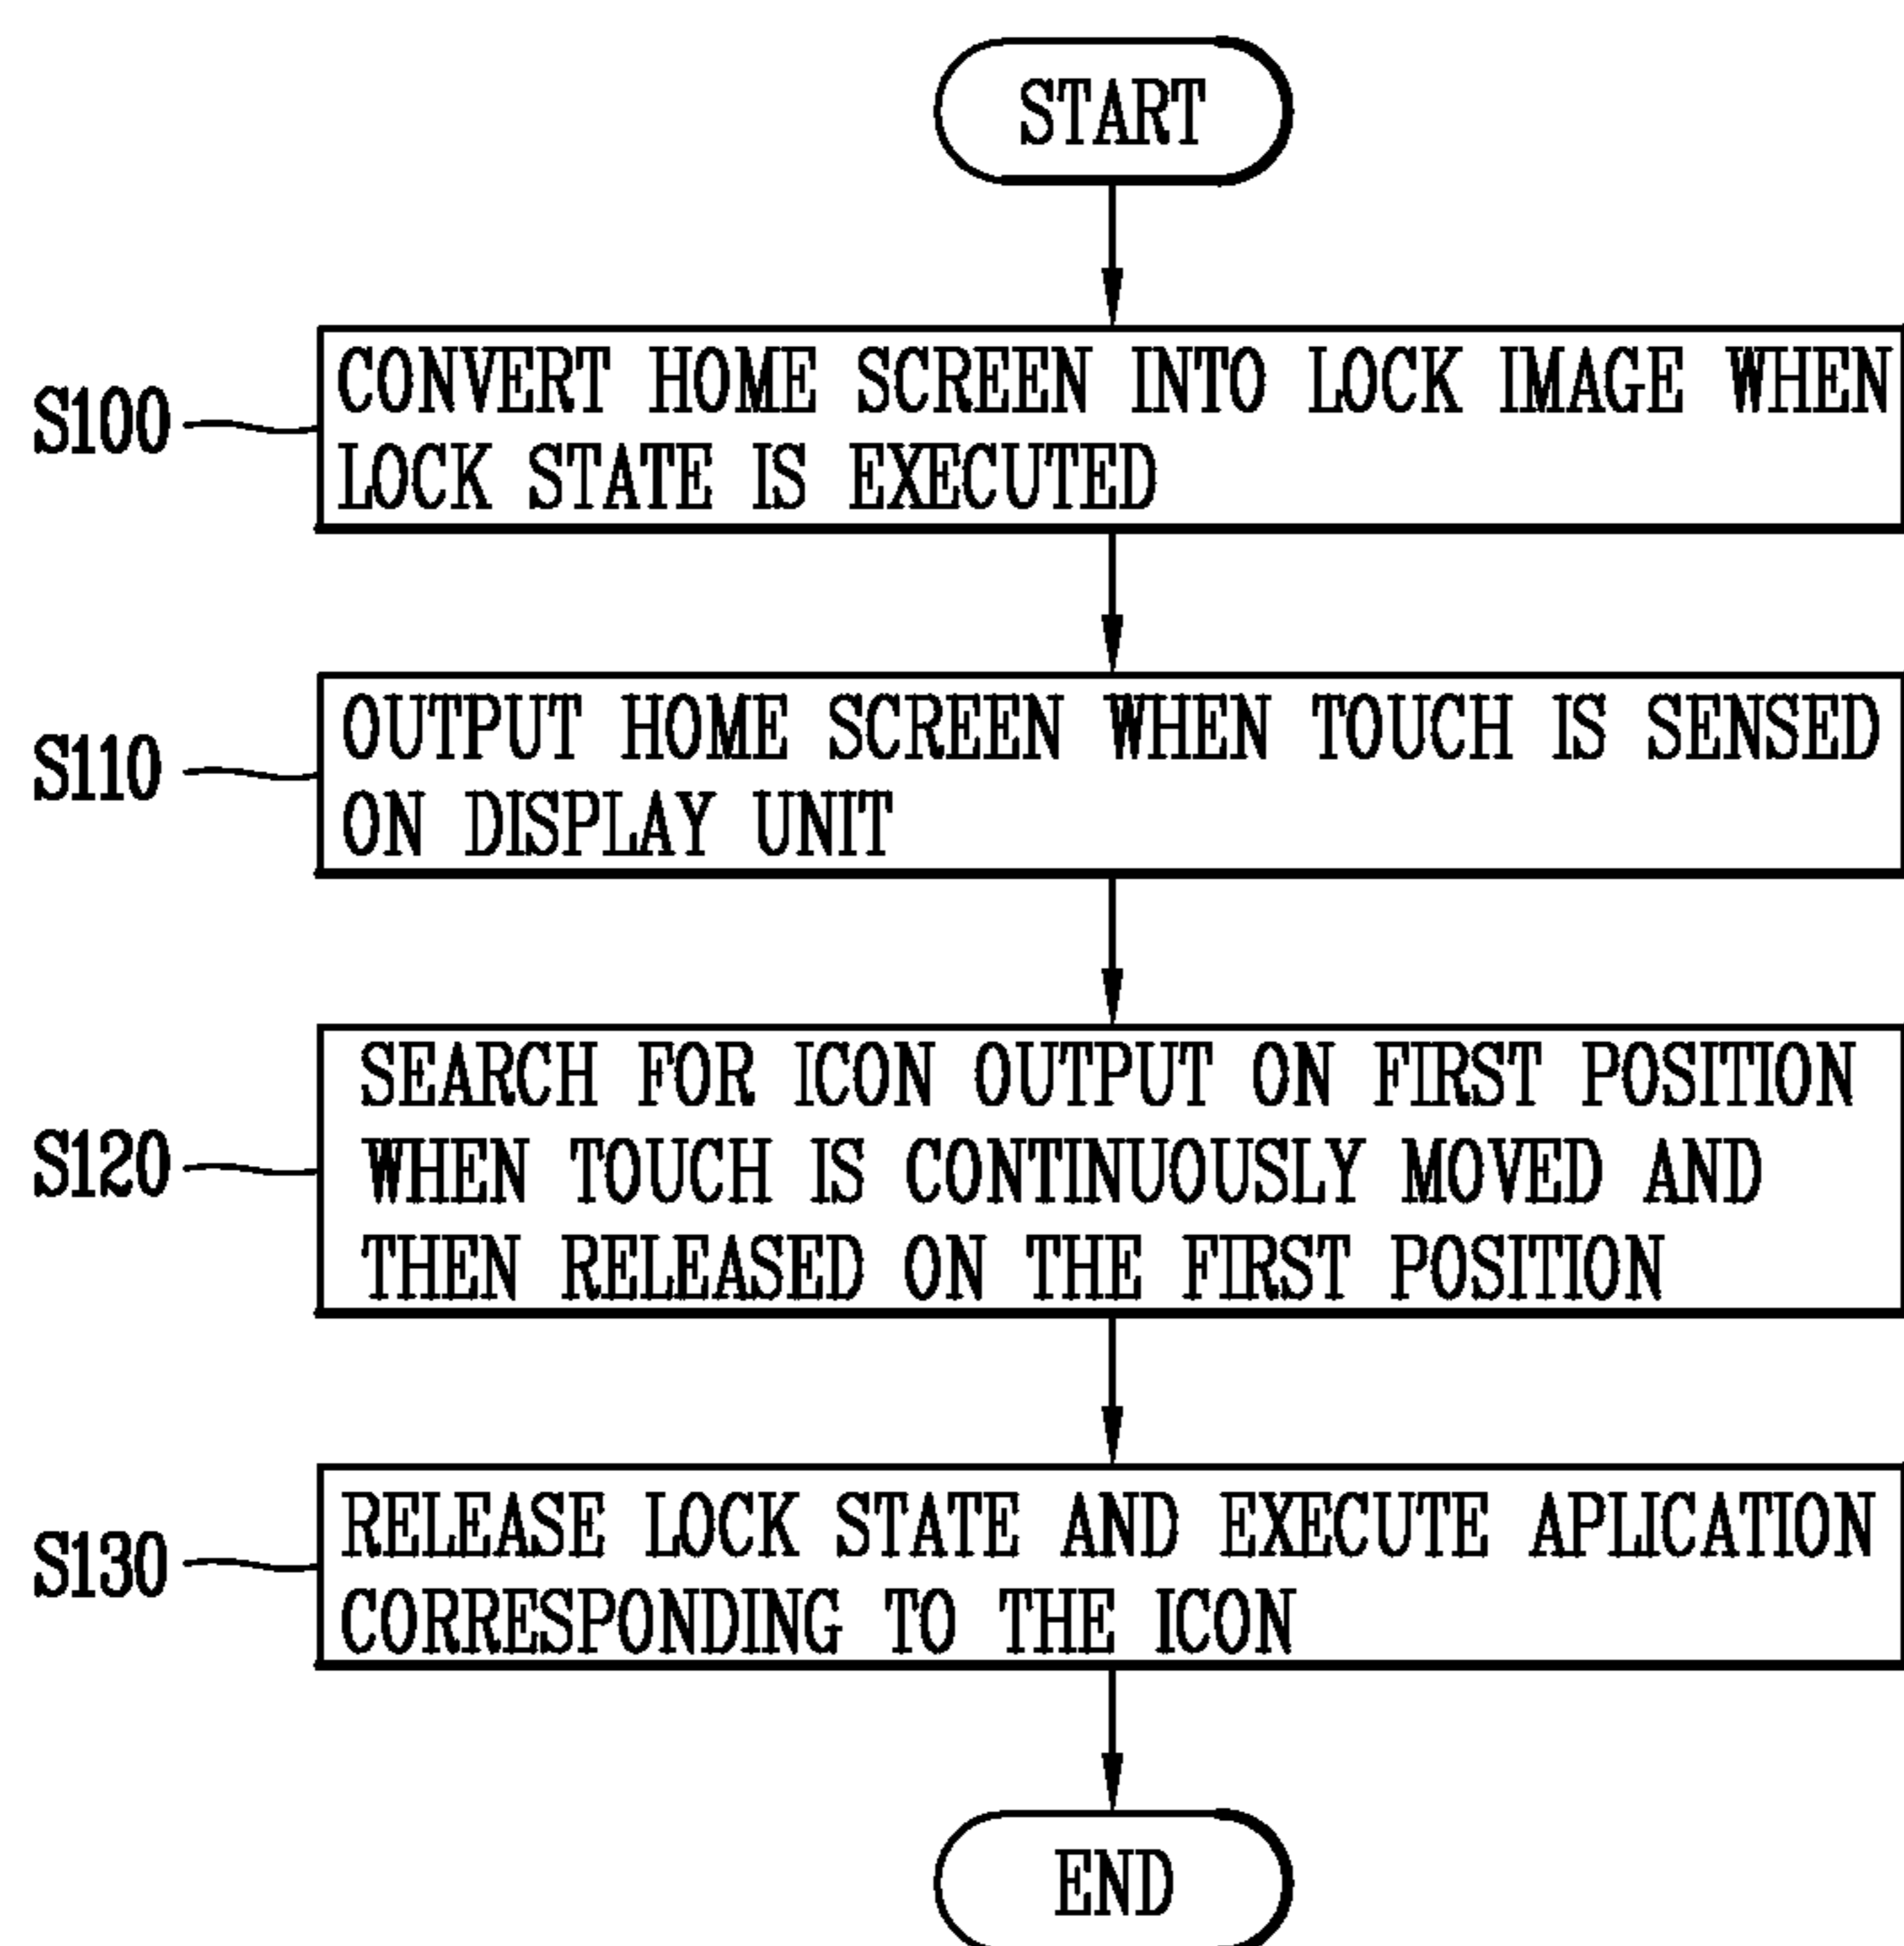 START
CONVERT HOME SCREEN INTO LOCK IMAGE WHEN
LOCK STATE IS EXECUTED
S100
OUTPUT HOME SCREEN WHEN TOUCH IS SENSED
ON DISPLAY UNIT
S110
SEARCH FOR ICON OUTPUT ON FIRST POSITION
WHEN TOUCH IS CONTINUOUSLY MOVED AND
THEN RELEASED ON THE FIRST POSITION
S120
RELEASE LOCK STATE AND EXECUTE APLICATION
CORRESPONDING TO THE ICON
S130
END